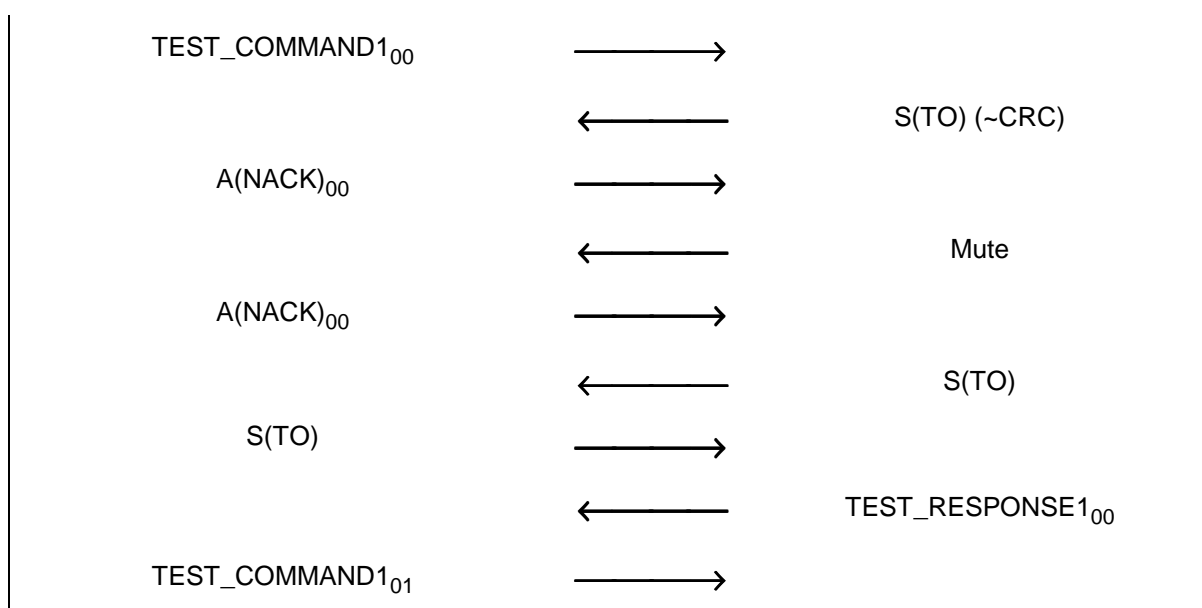 TEST_COMMAND1₀₀
S(TO) (~CRC)
A(NACK)₀₀
Mute
A(NACK)₀₀
S(TO)
S(TO)
TEST_RESPONSE1₀₀
TEST_COMMAND1₀₁